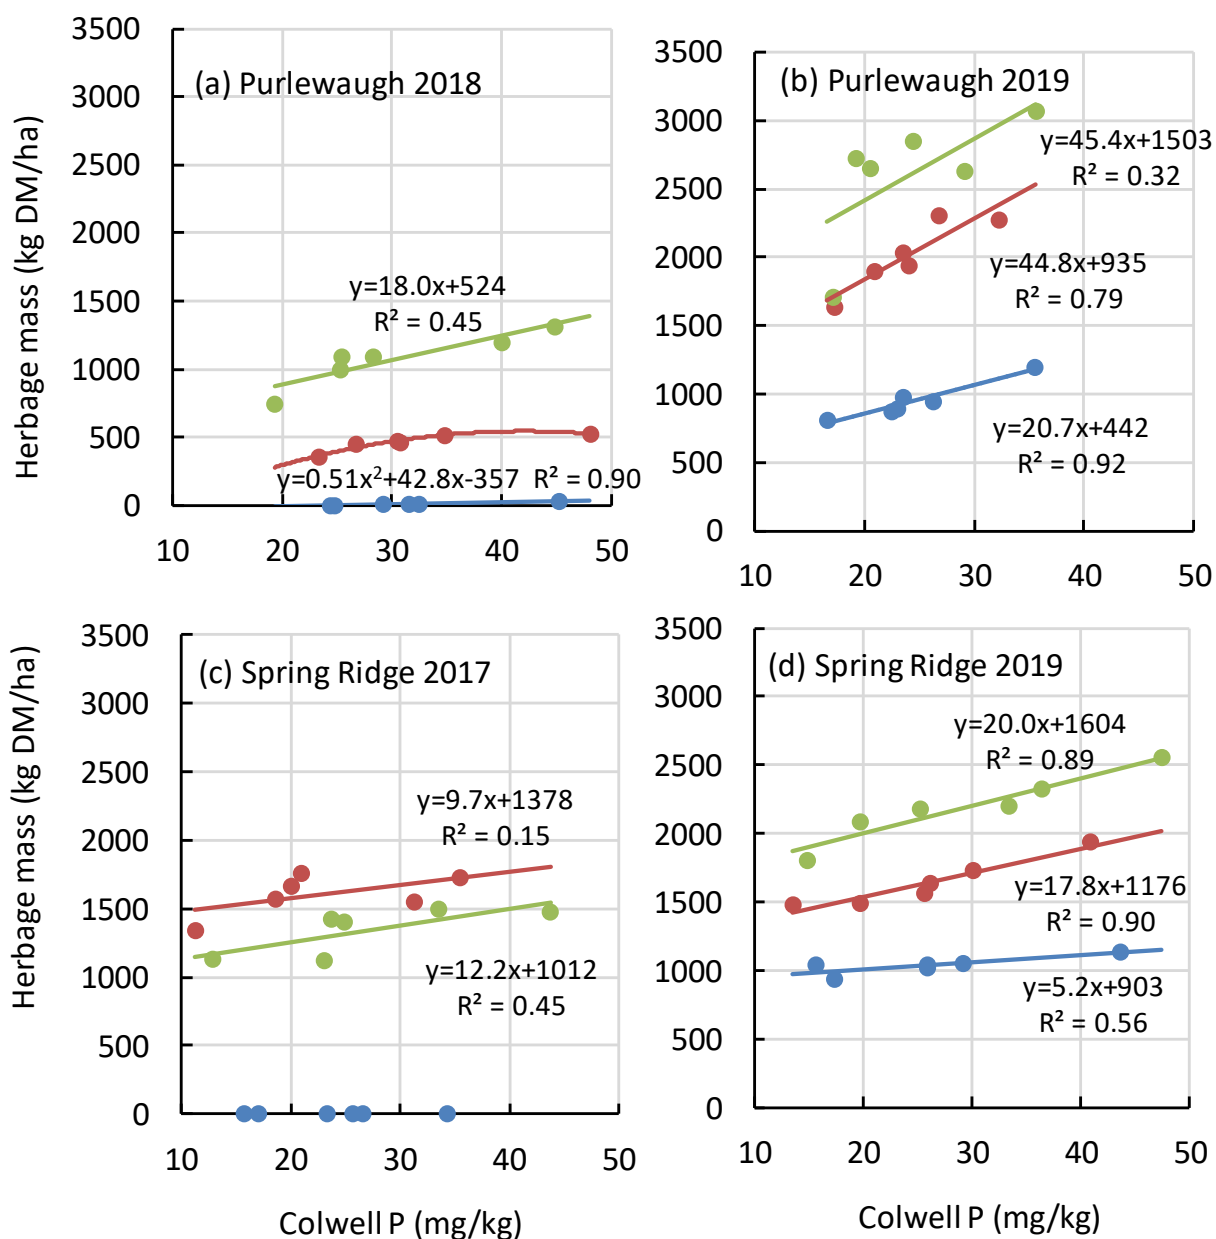 Herbage mass (kg DM/ha)
3500
3000
2500
2000
1500
1000
500
0
(a) Purlewaugh 2018
y=18.0x+524
R² = 0.45
y=0.51x²+42.8x-357 R² = 0.90
10 20 30 40 50
3500
3000
2500
2000
1500
1000
500
0
(b) Purlewaugh 2019
y=45.4x+1503
R² = 0.32
y=44.8x+935
R² = 0.79
y=20.7x+442
R² = 0.92
10 20 30 40 50
Herbage mass (kg DM/ha)
3500
3000
2500
2000
1500
1000
500
0
(c) Spring Ridge 2017
y=9.7x+1378
R² = 0.15
y=12.2x+1012
R² = 0.45
10 20 30 40 50
Colwell P (mg/kg)
3500
3000
2500
2000
1500
1000
500
0
(d) Spring Ridge 2019
y=20.0x+1604
R² = 0.89
y=17.8x+1176
R² = 0.90
y=5.2x+903
R² = 0.56
10 20 30 40 50
Colwell P (mg/kg)